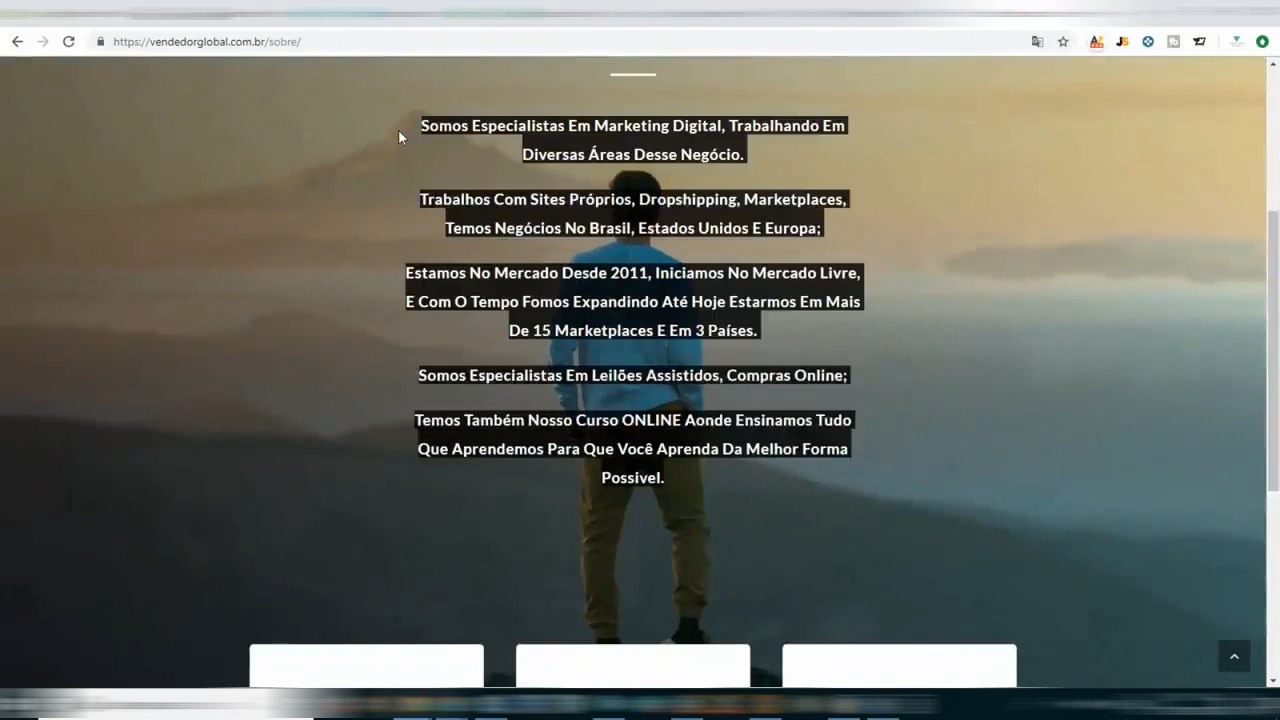 https://vendedorglobal.com.br/sobre/
Somos Especialistas Em Marketing Digital, Trabalhando Em
Diversas Áreas Desse Negócio.
Trabalhos Com Sites Próprios, Dropshipping, Marketplaces,
Temos Negócios No Brasil, Estados Unidos E Europa;
Estamos No Mercado Desde 2011, Iniciamos No Mercado Livre,
E Com O Tempo Fomos Expandindo Até Hoje Estarmos Em Mais
De 15 Marketplaces E Em 3 Países.
Somos Especialistas Em Leilões Assistidos, Compras Online;
Temos Também Nosso Curso ONLINE Aonde Ensinamos Tudo
Que Aprendemos Para Que Você Aprenda Da Melhor Forma
Possivel.